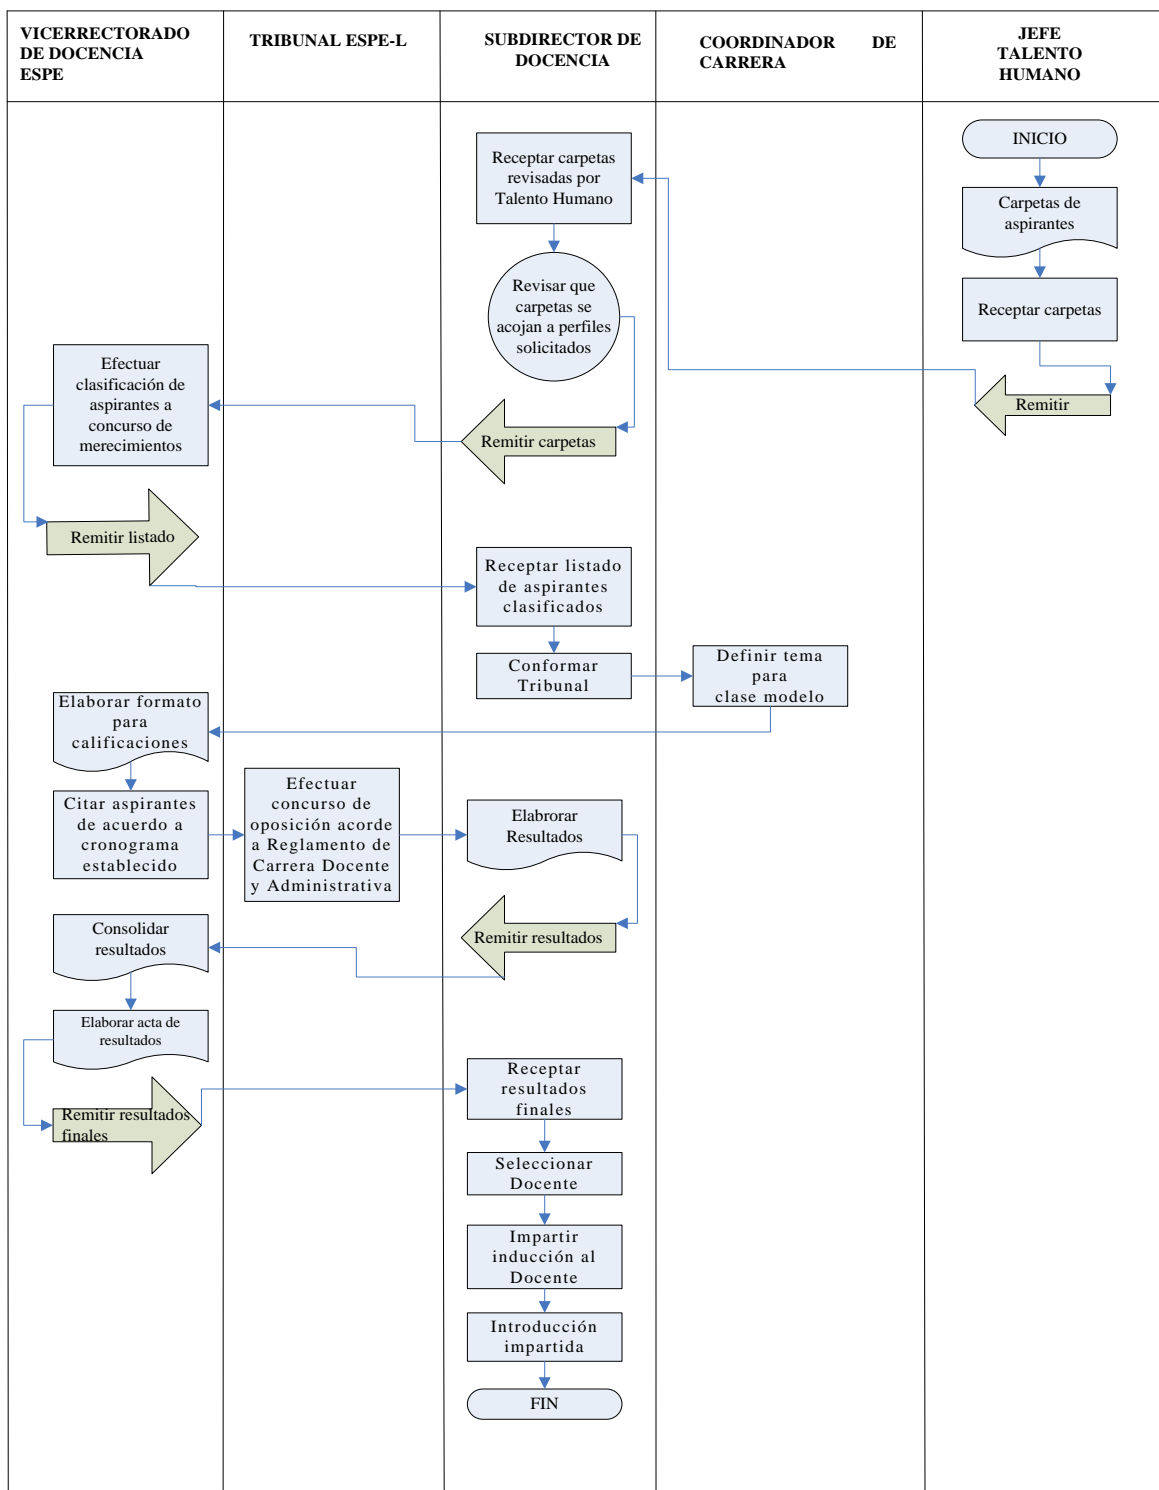 VICERRECTORADO
DE DOCENCIA
ESPE
TRIBUNAL ESPE-L
SUBDIRECTOR DE
DOCENCIA
COORDINADOR DE
CARRERA
JEFE
TALENTO
HUMANO
INICIO
Carpetas de
aspirantes
Receptar carpetas
Remitir
Receptar carpetas
revisadas por
Talento Humano
Revisar que
carpetas se
acojan a perfiles
solicitados
Remitir carpetas
Efectuar
clasificación de
aspirantes a
concurso de
merecimientos
Remitir listado
Receptar listado
de aspirantes
clasificados
Conformar
Tribunal
Definir tema
para
clase modelo
Elaborar formato
para
calificaciones
Citar aspirantes
de acuerdo a
cronograma
establecido
Efectuar
concurso de
oposición acorde
a Reglamento de
Carrera Docente
y Administrativa
Elabrorar
Resultados
Remitir resultados
Consolidar
resultados
Elaborar acta de
resultados
Remitir resultados
finales
Receptar
resultados
finales
Seleccionar
Docente
Impartir
inducción al
Docente
Introducción
impartida
FIN